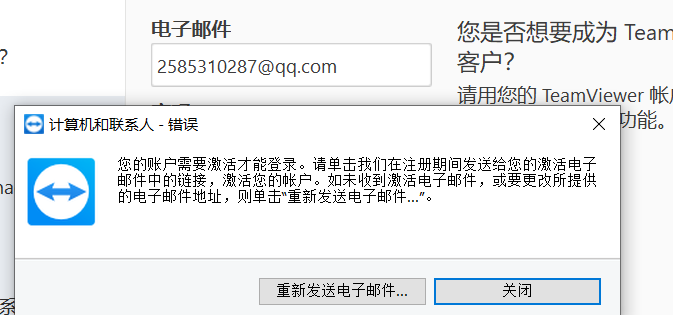 电子邮件
您是否想要成为 Team
客户？
?
2585310287@qq.com
请用您的 TeamViewer 帐户
功能。
计算机和联系人 - 错误
您的账户需要激活才能登录。请单击我们在注册期间发送给您的激活电子
邮件中的链接，激活您的帐户。如未收到激活电子邮件，或要更改所提供
的电子邮件地址，则单击“重新发送电子邮件...”。
na
系
重新发送电子邮件...
关闭